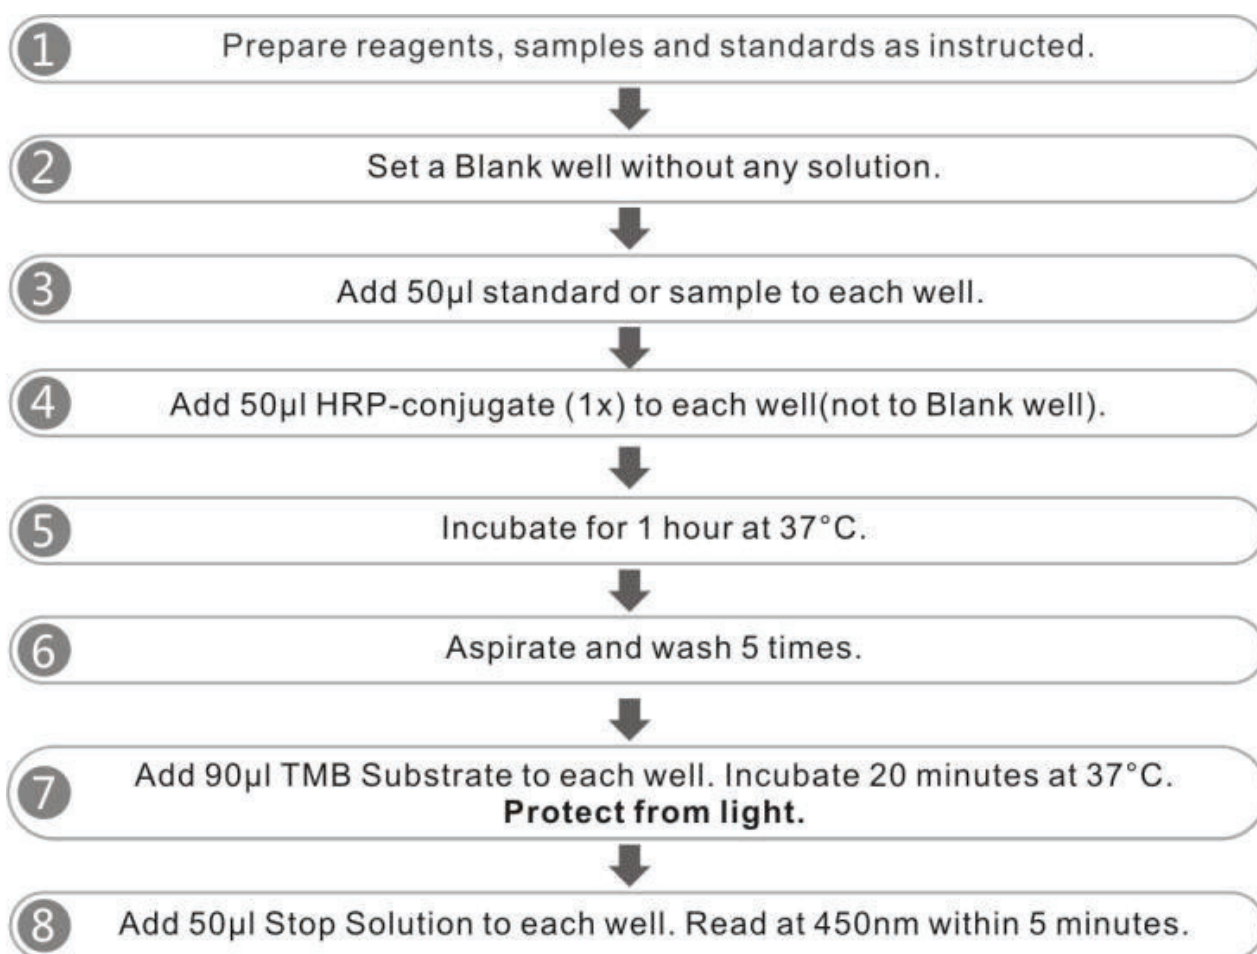 1 Prepare reagents, samples and standards as instructed.
2 Set a Blank well without any solution.
3 Add 50μl standard or sample to each well.
4 Add 50μl HRP-conjugate (1x) to each well(not to Blank well).
5 Incubate for 1 hour at 37°C.
6 Aspirate and wash 5 times.
7 Add 90μl TMB Substrate to each well. Incubate 20 minutes at 37°C.
Protect from light.
8 Add 50μl Stop Solution to each well. Read at 450nm within 5 minutes.